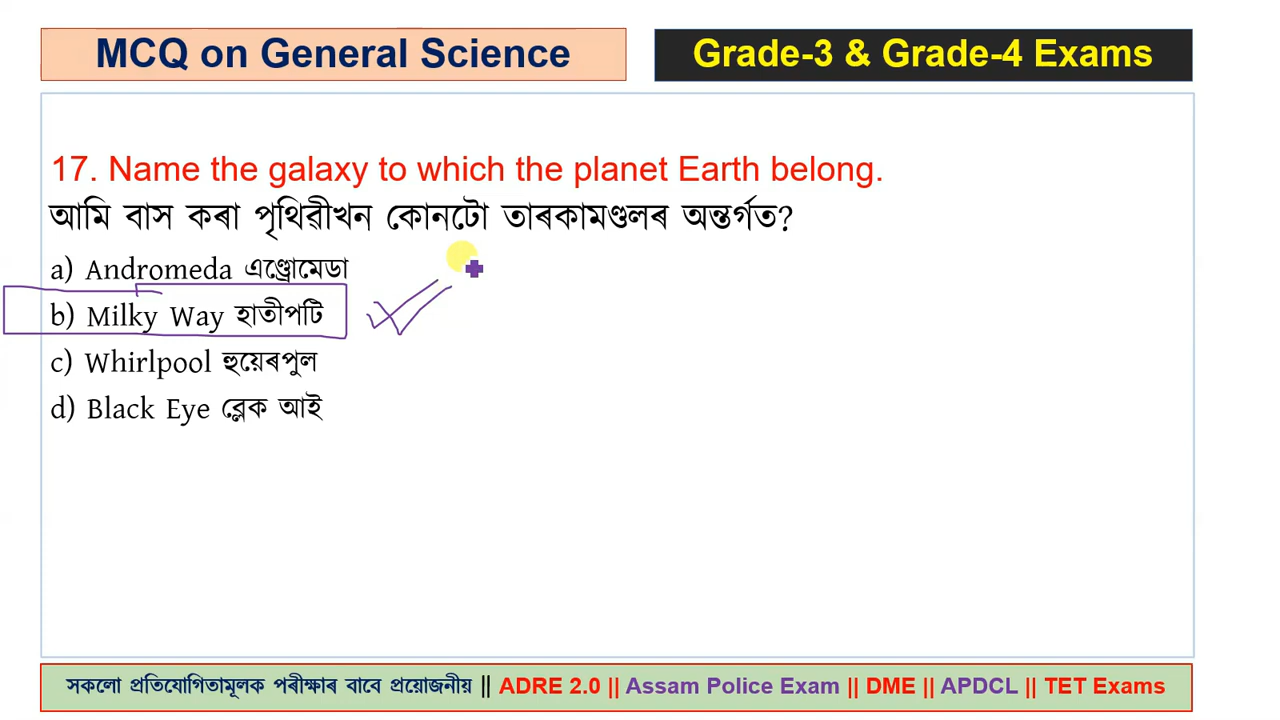 MCQ on General Science
Grade-3 & Grade-4 Exams
17. Name the galaxy to which the planet Earth belong.
আমি বাস কৰা পৃথিৱীখন কোনটো তাৰকামণ্ডলৰ অন্তৰ্গত?
a) Andromeda এণ্ড্ৰোমেডা
b) Milky Way হাতীপটি
c) Whirlpool হুয়েৰপুল
d) Black Eye ব্লেক আই
সকলো প্ৰতিযোগিতামূলক পৰীক্ষাৰ বাবে প্ৰয়োজনীয় || ADRE 2.0 || Assam Police Exam || DME || APDCL || TET Exams